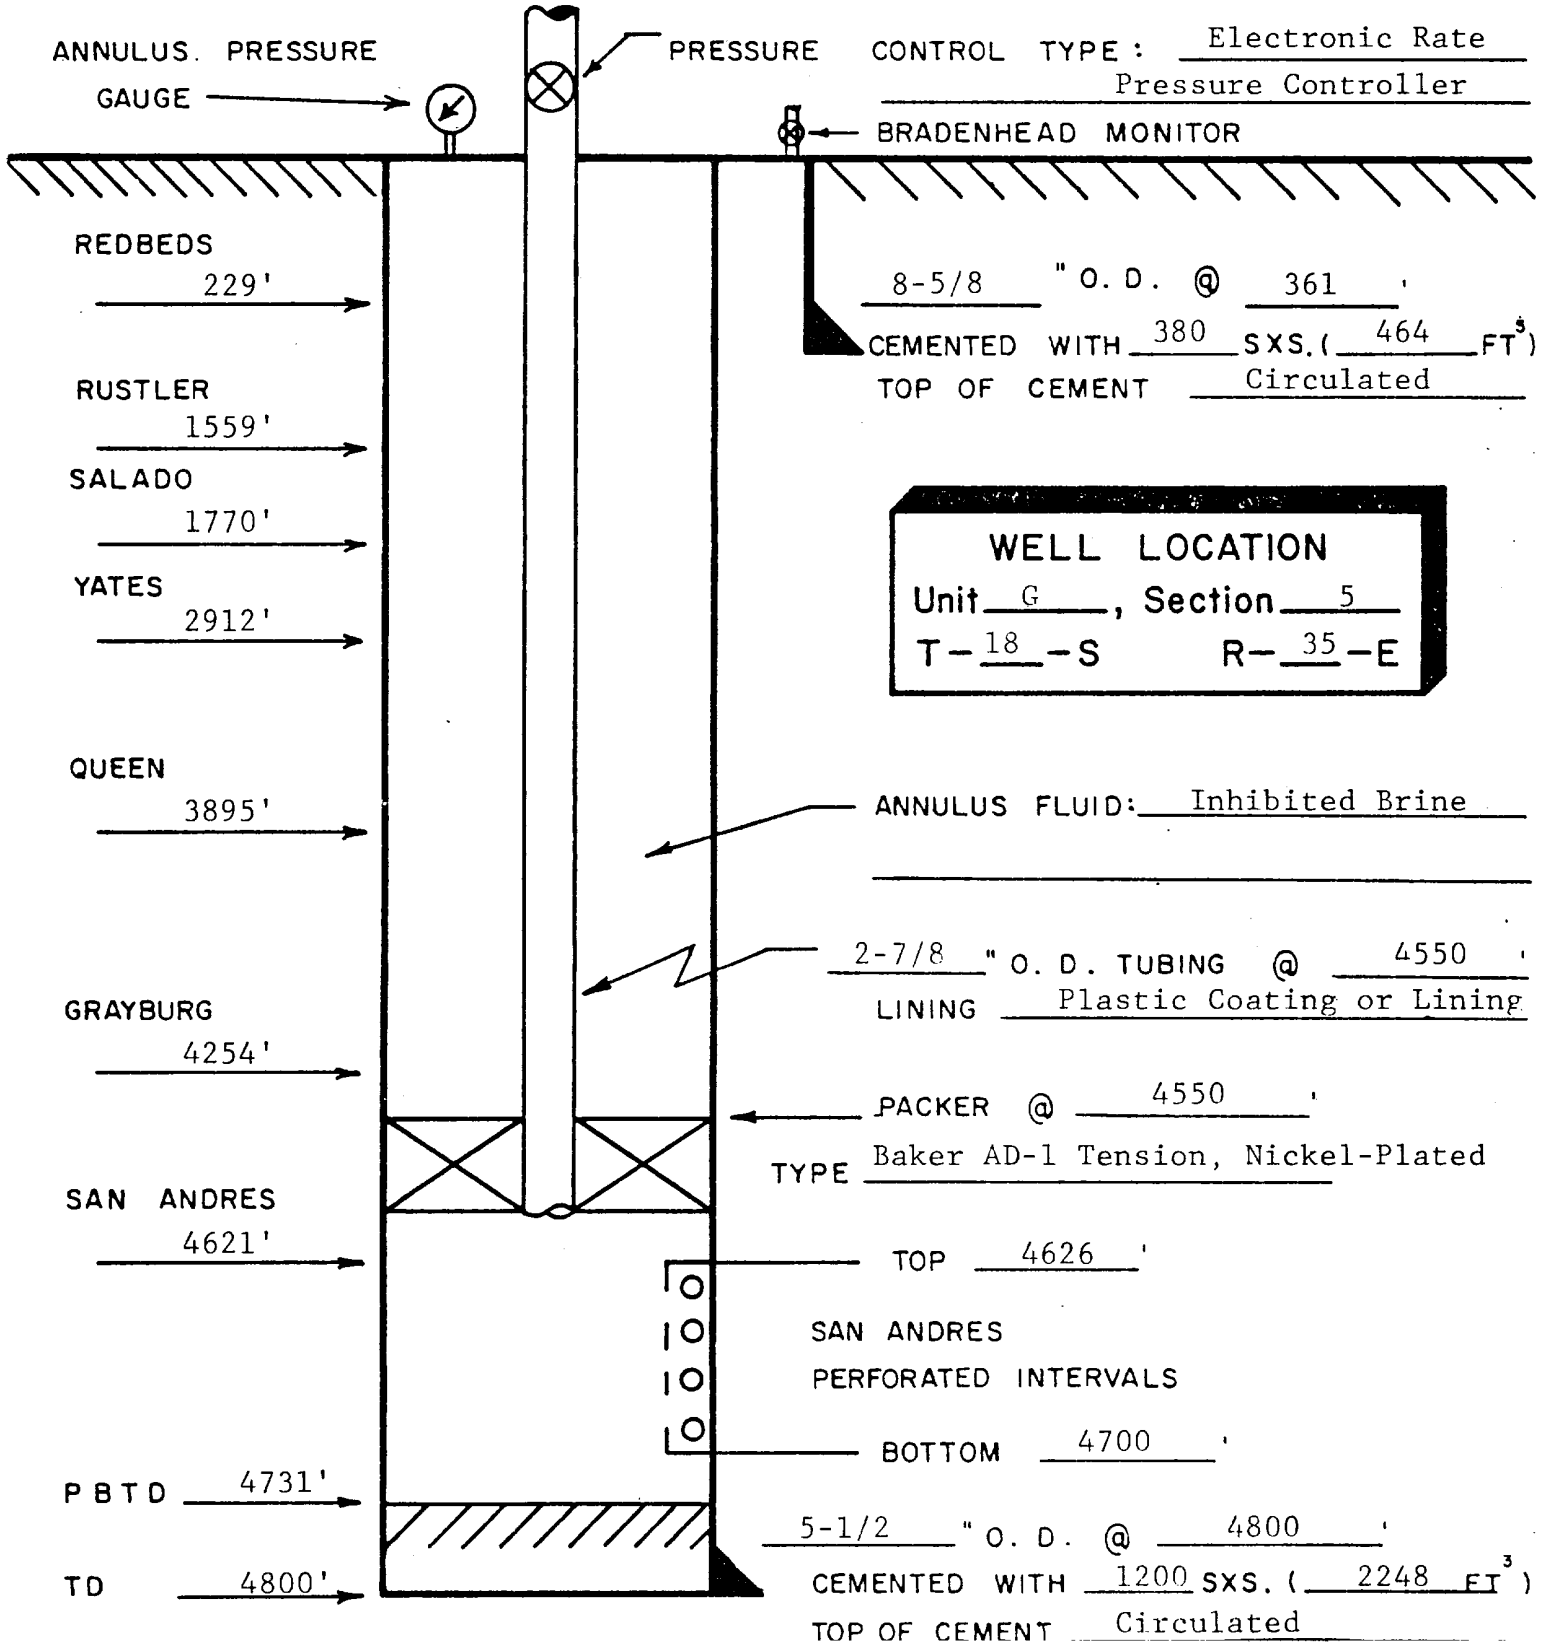 ANNULUS. PRESSURE GAUGE
PRESSURE CONTROL TYPE: Electronic Rate
Pressure Controller
BRADENHEAD MONITOR
REDBEDS
229'
8-5/8 " O. D. @ 361 '
CEMENTED WITH 380 SXS. ( 464 FT³)
TOP OF CEMENT Circulated
RUSTLER
1559'
SALADO
1770'
YATES
2912'
WELL LOCATION
Unit G , Section 5
T-18-S R-35-E
QUEEN
3895'
ANNULUS FLUID: Inhibited Brine
2-7/8 " O. D. TUBING @ 4550 '
LINING Plastic Coating or Lining
GRAYBURG
4254'
PACKER @ 4550 '
TYPE Baker AD-1 Tension, Nickel-Plated
SAN ANDRES
4621'
TOP 4626 '
SAN ANDRES
PERFORATED INTERVALS
BOTTOM 4700 '
PBTD 4731'
5-1/2 " O. D. @ 4800 '
TD 4800'
CEMENTED WITH 1200 SXS. ( 2248 FT³)
TOP OF CEMENT Circulated